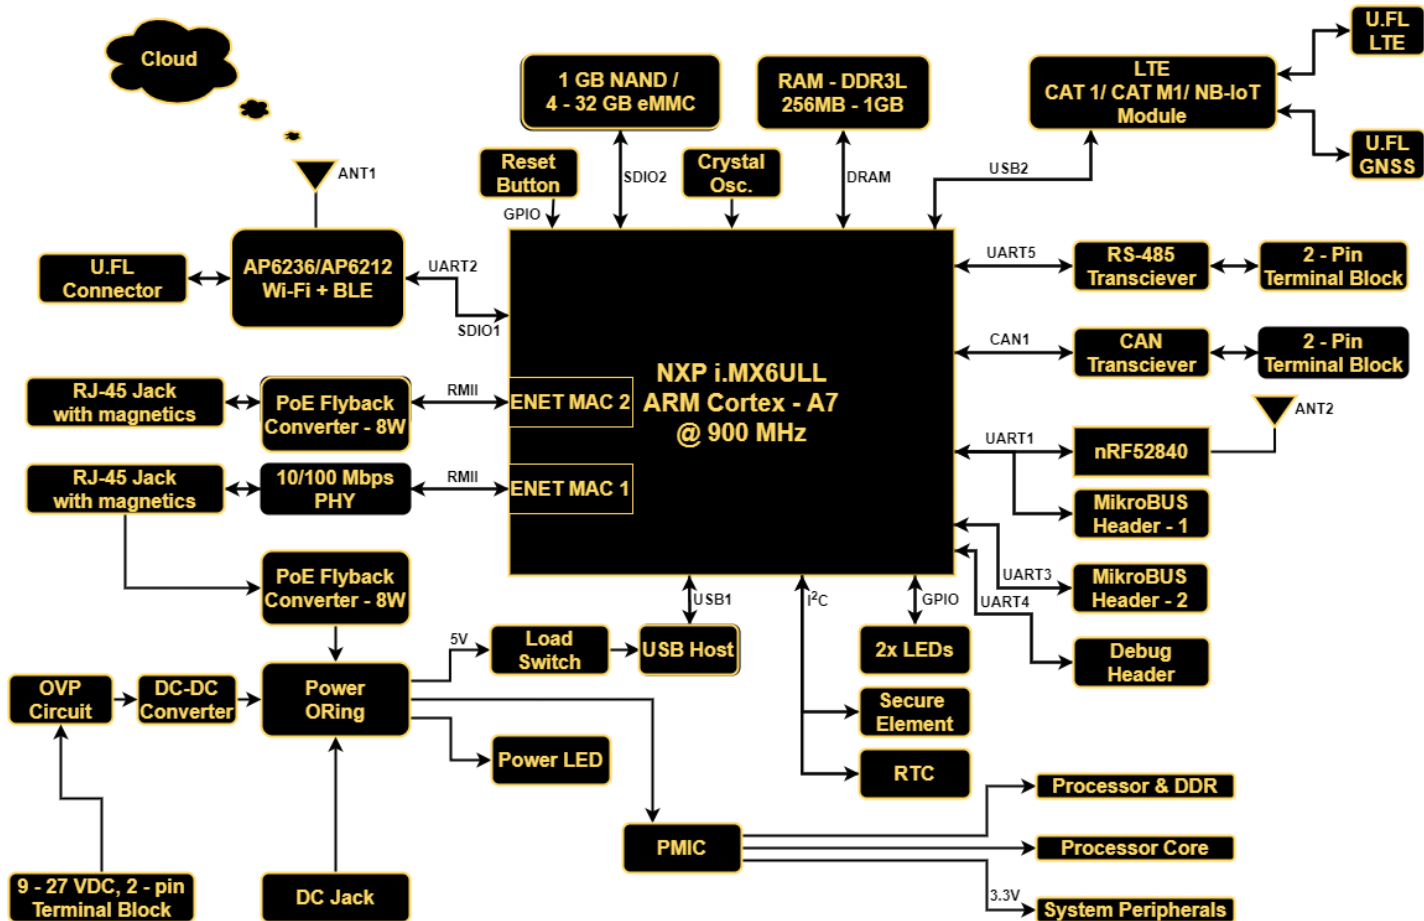 Cloud
U.FL
LTE
1 GB NAND /
4 - 32 GB eMMC
RAM - DDR3L
256MB - 1GB
LTE
CAT 1/ CAT M1/ NB-IoT
Module
U.FL
GNSS
ANT1
Reset
Button
SDIO2
Crystal
Osc.
DRAM
USB2
GPIO
U.FL
Connector
AP6236/AP6212
Wi-Fi + BLE
UART2
SDIO1
UART5
RS-485
Transciever
2 - Pin
Terminal Block
CAN1
CAN
Transciever
2 - Pin
Terminal Block
NXP i.MX6ULL
ARM Cortex - A7
@ 900 MHz
RJ-45 Jack
with magnetics
PoE Flyback
Converter - 8W
RMII
ENET MAC 2
ANT2
UART1
nRF52840
RJ-45 Jack
with magnetics
10/100 Mbps
PHY
RMII
ENET MAC 1
MikroBUS
Header - 1
PoE Flyback
Converter - 8W
UART3
MikroBUS
Header - 2
USB1
I²C
GPIO
UART4
5V
Load
Switch
USB Host
2x LEDs
Debug
Header
OVP
Circuit
DC-DC
Converter
Power
ORing
Secure
Element
Power LED
RTC
Processor & DDR
PMIC
Processor Core
9 - 27 VDC, 2 - pin
Terminal Block
DC Jack
3.3V
System Peripherals